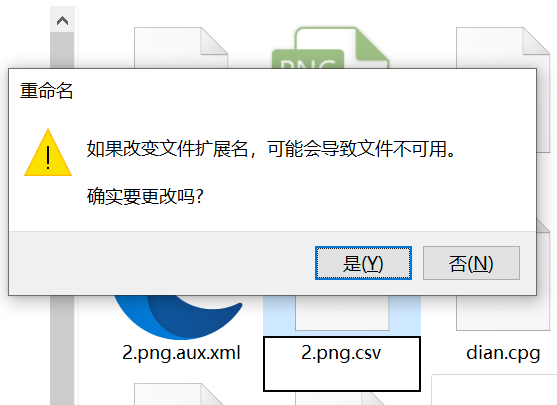 PNG
重命名
如果改变文件扩展名，可能会导致文件不可用。
确实要更改吗?
是(Y)
否(N)
2.png.aux.xml
2.png.csv
dian.cpg